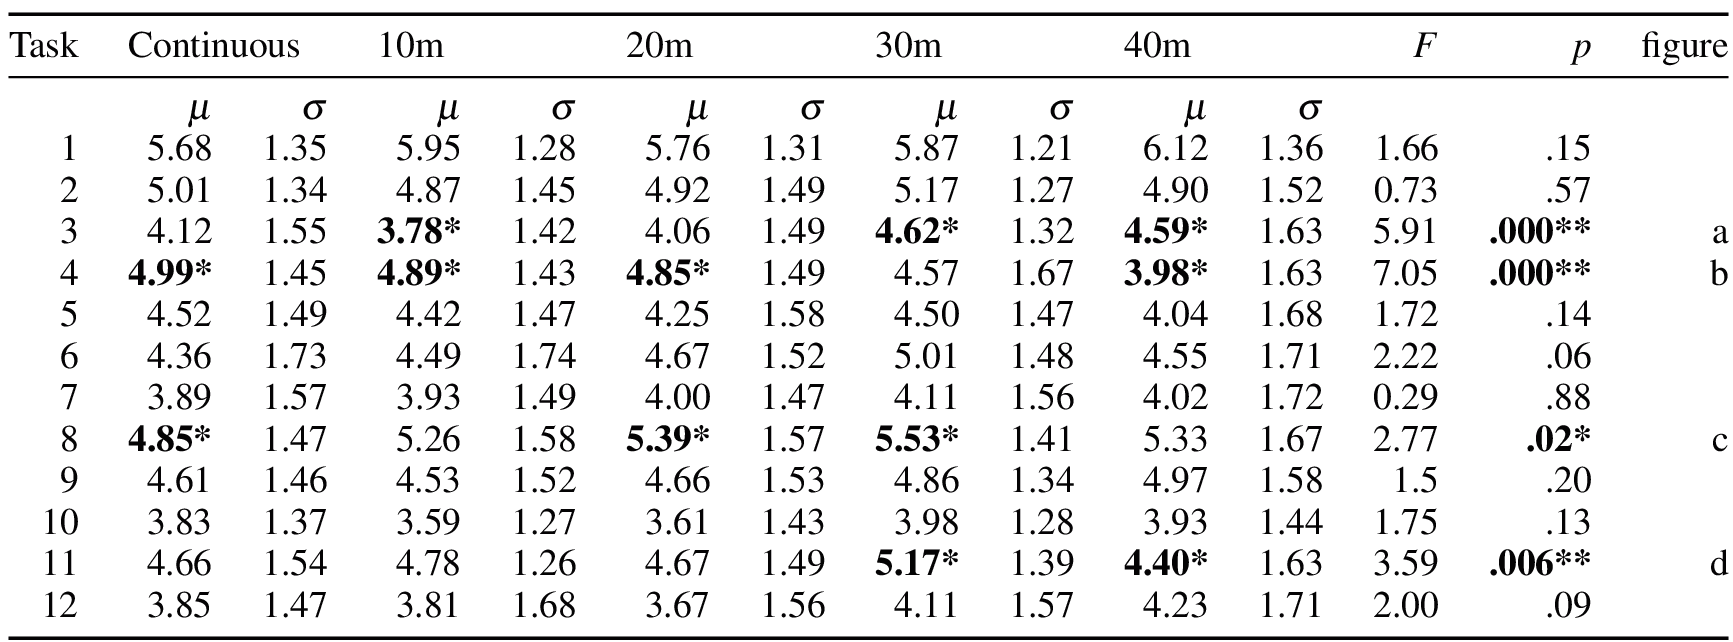 Task Continuous 10m 20m 30m 40m F p figure
μ σ μ σ μ σ μ σ μ σ
1 5.68 1.35 5.95 1.28 5.76 1.31 5.87 1.21 6.12 1.36 1.66 .15
2 5.01 1.34 4.87 1.45 4.92 1.49 5.17 1.27 4.90 1.52 0.73 .57
3 4.12 1.55 3.78* 1.42 4.06 1.49 4.62* 1.32 4.59* 1.63 5.91 .000** a
4 4.99* 1.45 4.89* 1.43 4.85* 1.49 4.57 1.67 3.98* 1.63 7.05 .000** b
5 4.52 1.49 4.42 1.47 4.25 1.58 4.50 1.47 4.04 1.68 1.72 .14
6 4.36 1.73 4.49 1.74 4.67 1.52 5.01 1.48 4.55 1.71 2.22 .06
7 3.89 1.57 3.93 1.49 4.00 1.47 4.11 1.56 4.02 1.72 0.29 .88
8 4.85* 1.47 5.26 1.58 5.39* 1.57 5.53* 1.41 5.33 1.67 2.77 .02* c
9 4.61 1.46 4.53 1.52 4.66 1.53 4.86 1.34 4.97 1.58 1.5 .20
10 3.83 1.37 3.59 1.27 3.61 1.43 3.98 1.28 3.93 1.44 1.75 .13
11 4.66 1.54 4.78 1.26 4.67 1.49 5.17* 1.39 4.40* 1.63 3.59 .006** d
12 3.85 1.47 3.81 1.68 3.67 1.56 4.11 1.57 4.23 1.71 2.00 .09